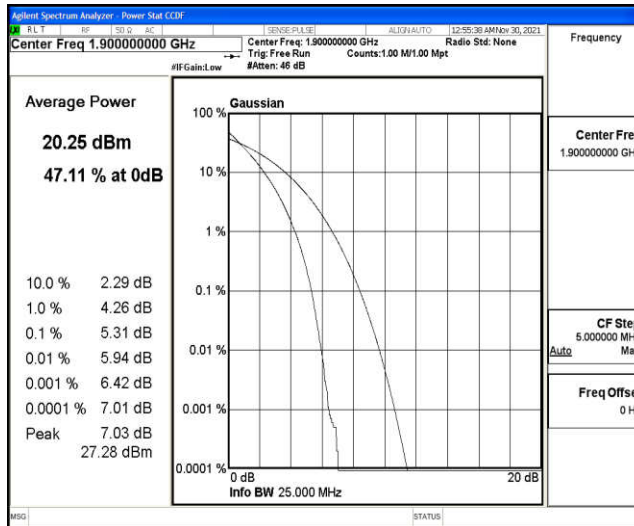 Agilent Spectrum Analyzer - Power Stat CCDF
RLT RF 50 Ω AC SENSE:PULSE ALIGN AUTO 12:55:38 AM Nov 30, 2021
Center Freq 1.900000000 GHz
Center Freq: 1.900000000 GHz Radio Std: None
Trig: Free Run Counts:1.00 M/1.00 Mpt
#IFGain:Low #Atten: 46 dB
Frequency
Average Power
20.25 dBm
47.11 % at 0dB
10.0 % 2.29 dB
1.0 % 4.26 dB
0.1 % 5.31 dB
0.01 % 5.94 dB
0.001 % 6.42 dB
0.0001 % 7.01 dB
Peak 7.03 dB
27.28 dBm
Gaussian
100 %
10 %
1 %
0.1 %
0.01 %
0.001 %
0.0001 %
0 dB 20 dB
Info BW 25.000 MHz
Center Fre
1.900000000 GH
CF Step
5.000000 MH
Auto Ma
Freq Offse
0 H
MSG STATUS